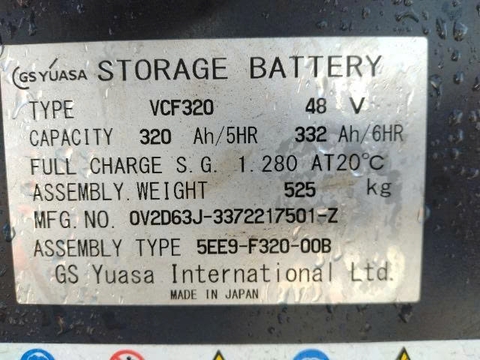 GS YUASA STORAGE BATTERY
TYPE VCF320 48 V
CAPACITY 320 Ah/5HR 332 Ah/6HR
FULL CHARGE S.G. 1.280 AT20℃
ASSEMBLY.WEIGHT 525 kg
MFG.NO. 0V2D63J-3372217501-Z
ASSEMBLY TYPE 5EE9-F320-00B
GS Yuasa International Ltd.
MADE IN JAPAN